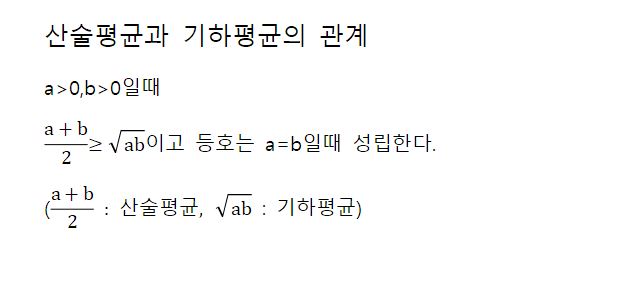 산술평균과 기하평균의 관계
a>0,b>0일때
$\frac{a+b}{2} \geq \sqrt{ab}$이고 등호는 a=b일때 성립한다.
($\frac{a+b}{2}$ : 산술평균, $\sqrt{ab}$ : 기하평균)